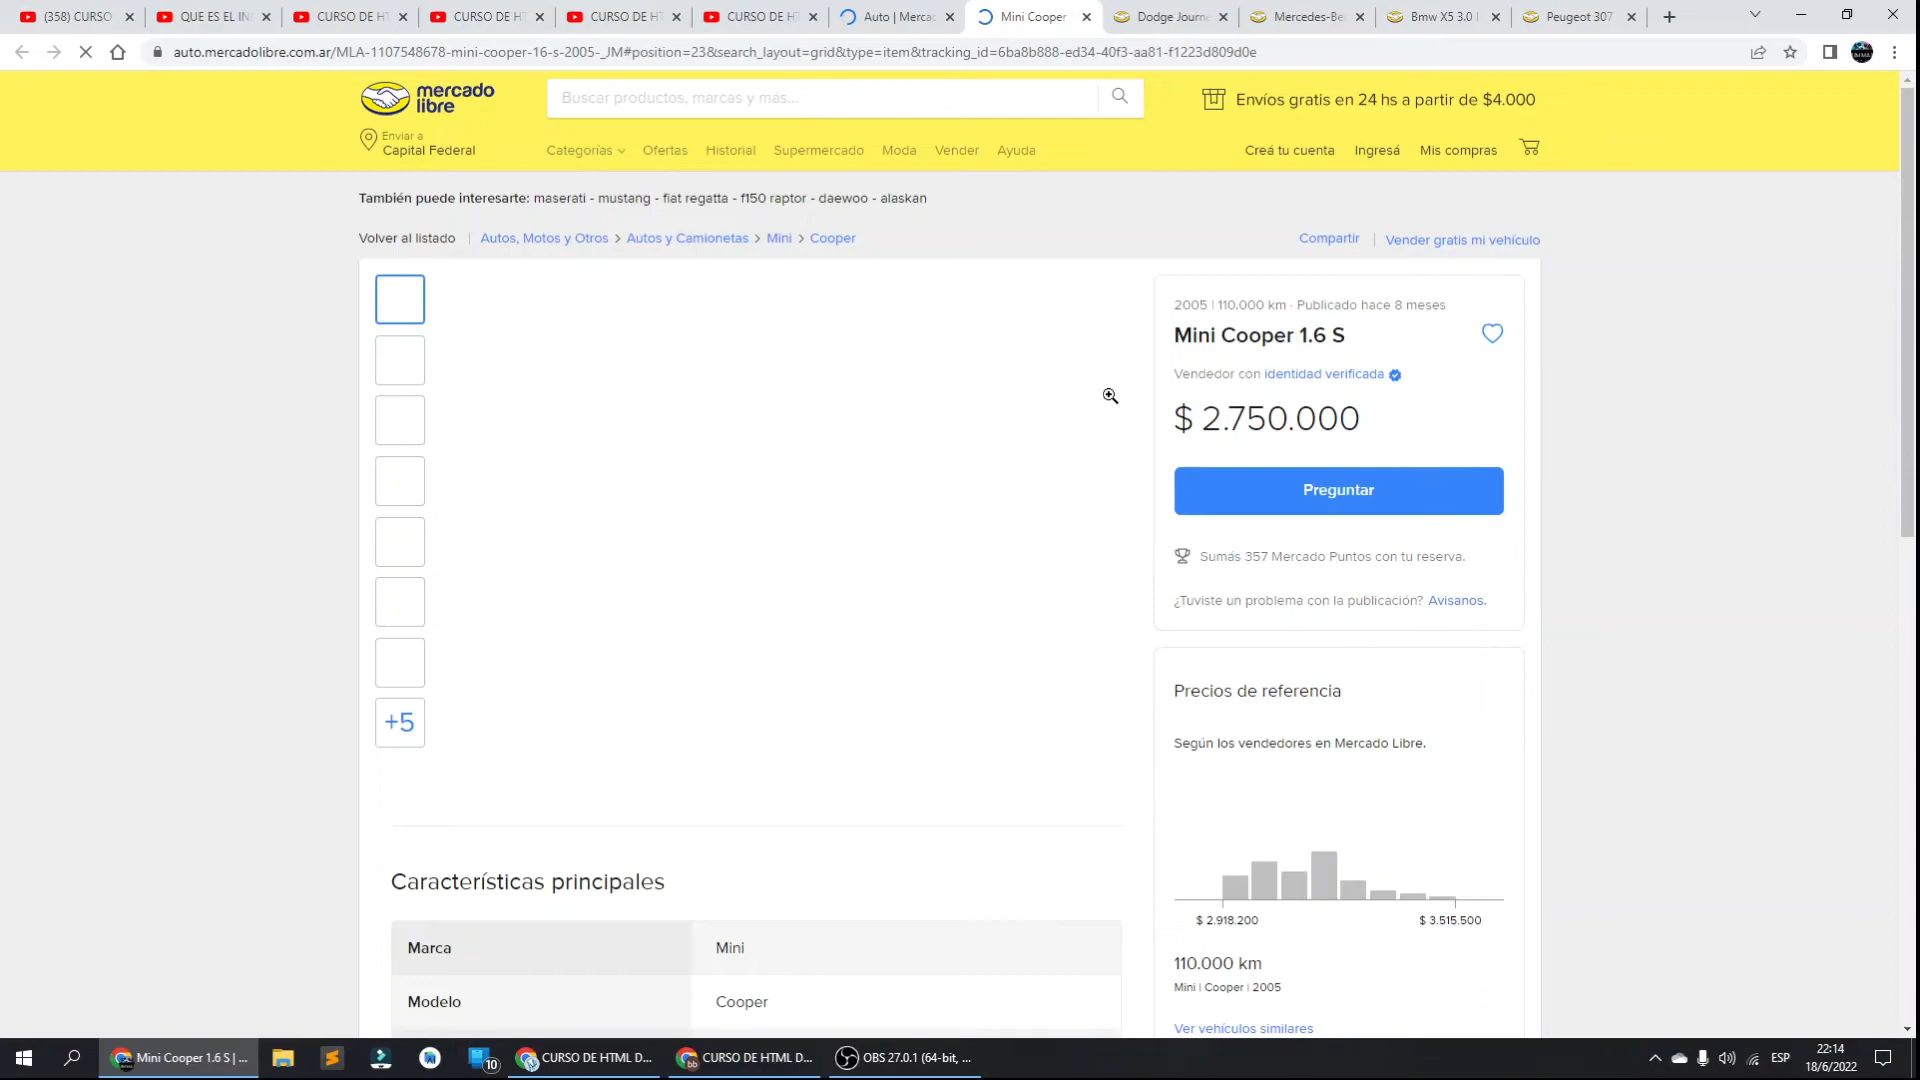 (358) CURSO
QUE ES EL IN
CURSO DE HT
CURSO DE HT
CURSO DE HT
CURSO DE HT
Auto | Merca
Mini Cooper
Dodge Journe
Mercedes-Be
Bmw X5 3.0
Peugeot 307
auto.mercadolibre.com.ar/MLA-1107548678-mini-cooper-16-s-2005-_JM#position=23&search_layout=grid&type=item&tracking_id=6ba8b888-ed34-40f3-aa81-f1223d809d0e
mercado
libre
Buscar productos, marcas y más...
Envíos gratis en 24 hs a partir de $4.000
Enviar a
Capital Federal
Categorías
Ofertas
Historial
Supermercado
Moda
Vender
Ayuda
Creá tu cuenta
Ingresá
Mis compras
También puede interesarte: maserati - mustang - fiat regatta - f150 raptor - daewoo - alaskan
Volver al listado | Autos, Motos y Otros > Autos y Camionetas > Mini > Cooper
Compartir | Vender gratis mi vehículo
2005 | 110.000 km · Publicado hace 8 meses
Mini Cooper 1.6 S
Vendedor con identidad verificada
$ 2.750.000
Preguntar
Sumás 357 Mercado Puntos con tu reserva.
¿Tuviste un problema con la publicación? Avisanos.
+5
Precios de referencia
Según los vendedores en Mercado Libre.
$ 2.918.200
$ 3.515.500
110.000 km
Mini | Cooper | 2005
Ver vehículos similares
Características principales
Marca Mini
Modelo Cooper
Mini Cooper 1.6 S | ...
10
CURSO DE HTML D...
CURSO DE HTML D...
OBS 27.0.1 (64-bit, ...
ESP
22:14
18/6/2022